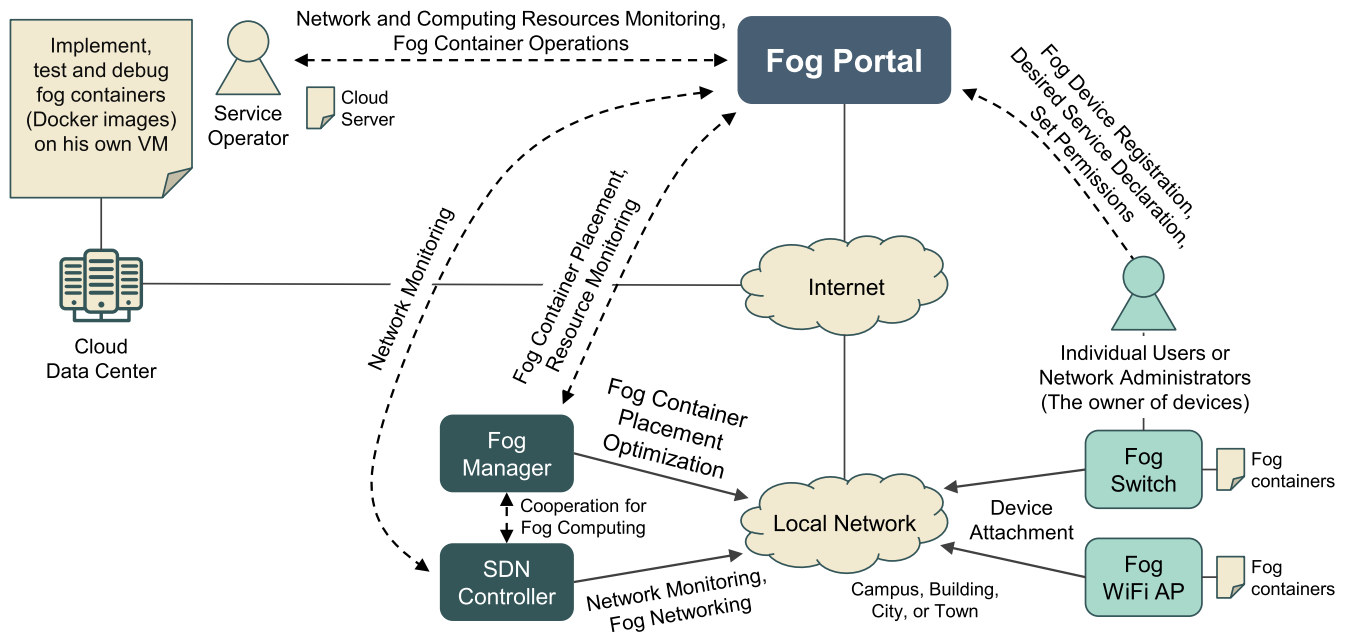 Implement,
test and debug
fog containers
(Docker images)
on his own VM
Service
Operator
Cloud
Server
Network and Computing Resources Monitoring,
Fog Container Operations
Fog Portal
Fog Device Registration,
Desired Service Declaration,
Set Permissions
Network Monitoring
Fog Container Placement,
Resource Monitoring
Internet
Cloud
Data Center
Individual Users or
Network Administrators
(The owner of devices)
Fog
Manager
Fog Container
Placement
Optimization
Cooperation for
Fog Computing
SDN
Controller
Network Monitoring,
Fog Networking
Local Network
Campus, Building,
City, or Town
Device
Attachment
Fog
Switch
Fog
containers
Fog
WiFi AP
Fog
containers